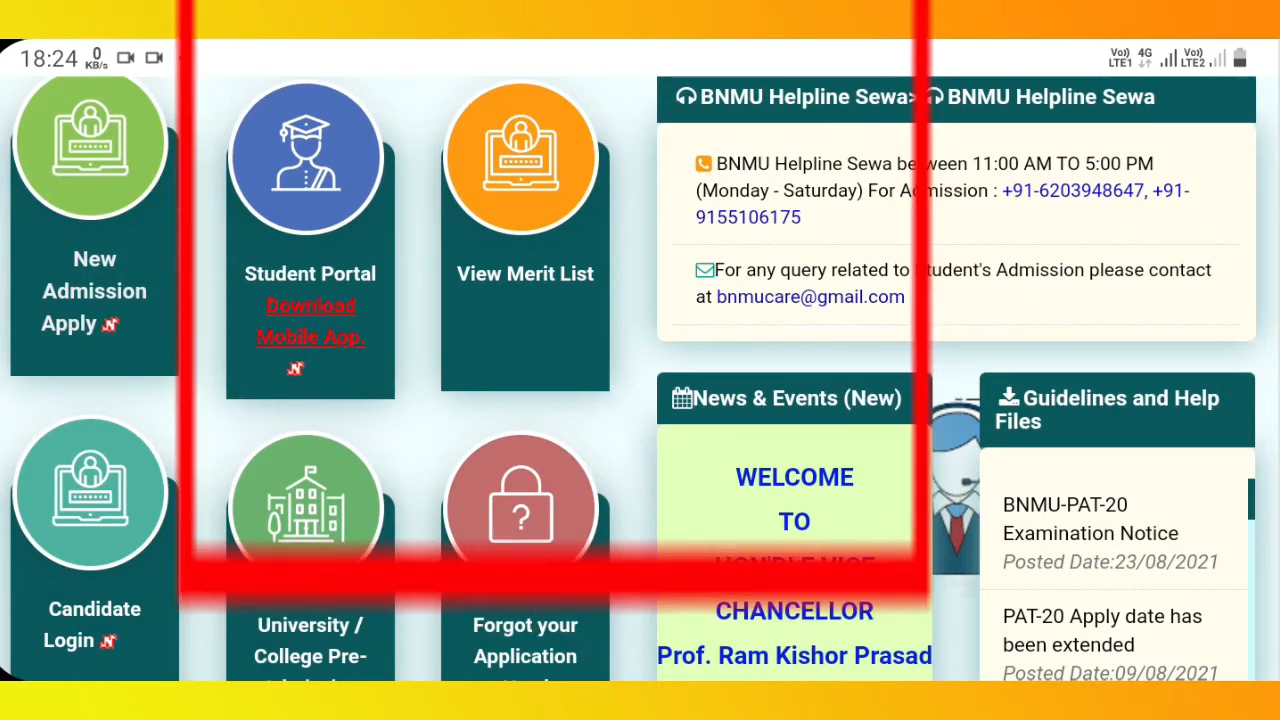 18:24 0 KB/s Vo)) LTE1 4G Vo)) LTE2
New
Admission
Apply N
Student Portal
Download
Mobile App.
N
View Merit List
BNMU Helpline Sewa> BNMU Helpline Sewa
BNMU Helpline Sewa between 11:00 AM TO 5:00 PM
(Monday - Saturday) For Admission : +91-6203948647, +91-
9155106175
For any query related to Student's Admission please contact
at bnmucare@gmail.com
Candidate
Login N
?
University /
College Pre-
Forgot your
Application
News & Events (New)
WELCOME
TO
HON'BLE VICE
CHANCELLOR
Prof. Ram Kishor Prasad
Guidelines and Help
Files
BNMU-PAT-20
Examination Notice
Posted Date:23/08/2021
PAT-20 Apply date has
been extended
Posted Date:09/08/2021